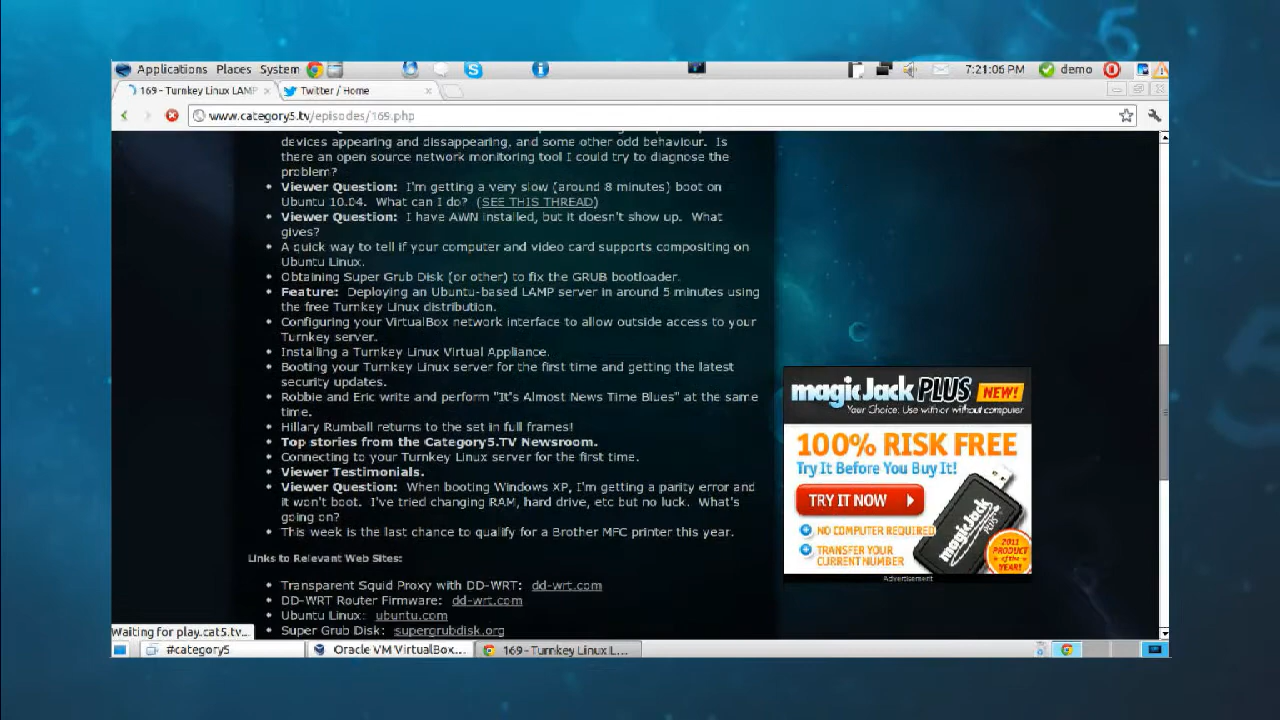 Applications Places System
7:21:06 PM demo
169 - Turnkey Linux LAMP
Twitter / Home
www.category5.tv/episodes/169.php
devices appearing and dissappearing, and some other odd behaviour. Is
there an open source network monitoring tool I could try to diagnose the
problem?
• Viewer Question: I'm getting a very slow (around 8 minutes) boot on
Ubuntu 10.04. What can I do? (SEE THIS THREAD)
• Viewer Question: I have AWN installed, but it doesn't show up. What
gives?
• A quick way to tell if your computer and video card supports compositing on
Ubuntu Linux.
• Obtaining Super Grub Disk (or other) to fix the GRUB bootloader.
• Feature: Deploying an Ubuntu-based LAMP server in around 5 minutes using
the free Turnkey Linux distribution.
• Configuring your VirtualBox network interface to allow outside access to your
Turnkey server.
• Installing a Turnkey Linux Virtual Appliance.
• Booting your Turnkey Linux server for the first time and getting the latest
security updates.
• Robbie and Eric write and perform "It's Almost News Time Blues" at the same
time.
• Hillary Rumball returns to the set in full frames!
• Top stories from the Category5.TV Newsroom.
• Connecting to your Turnkey Linux server for the first time.
• Viewer Testimonials.
• Viewer Question: When booting Windows XP, I'm getting a parity error and
it won't boot. I've tried changing RAM, hard drive, etc but no luck. What's
going on?
• This week is the last chance to qualify for a Brother MFC printer this year.
Links to Relevant Web Sites:
• Transparent Squid Proxy with DD-WRT: dd-wrt.com
• DD-WRT Router Firmware: dd-wrt.com
• Ubuntu Linux: ubuntu.com
• Super Grub Disk: supergrubdisk.org
magicJack PLUS NEW!
Your Choice: Use with or without computer
100% RISK FREE
Try It Before You Buy It!
TRY IT NOW
NO COMPUTER REQUIRED
TRANSFER YOUR
CURRENT NUMBER
magicJack PLUS
2011
PRODUCT
of the
YEAR!
Advertisement
Waiting for play.cat5.tv...
#category5
Oracle VM VirtualBox...
169 - Turnkey Linux L...